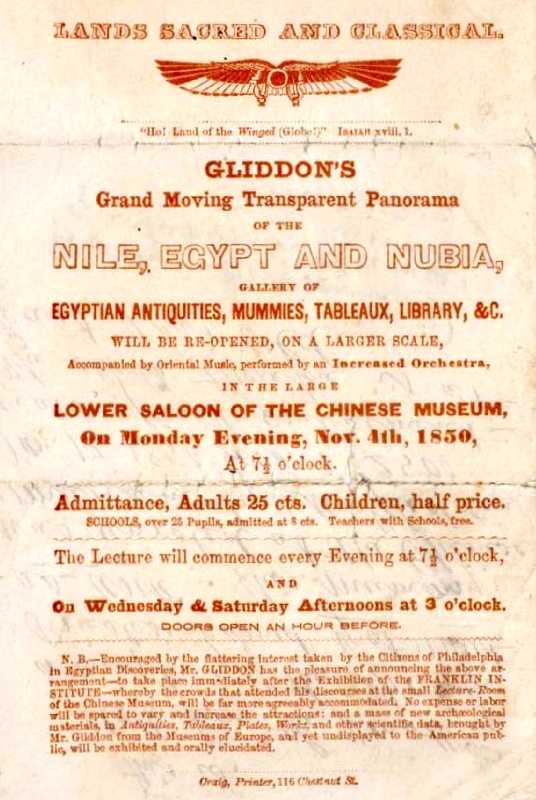 LANDS SACRED AND CLASSICAL.
"Ho! Land of the Winged (Globe!)" ISAIAH xviii, 1.
GLIDDON'S
Grand Moving Transparent Panorama
OF THE
NILE, EGYPT AND NUBIA,
GALLERY OF
EGYPTIAN ANTIQUITIES, MUMMIES, TABLEAUX, LIBRARY, &C.
WILL BE RE-OPENED, ON A LARGER SCALE,
Accompanied by Oriental Music, performed by an Increased Orchestra,
IN THE LARGE
LOWER SALOON OF THE CHINESE MUSEUM,
On Monday Evening, Nov. 4th, 1850,
At 7½ o'clock.
Admittance, Adults 25 cts. Children, half price.
SCHOOLS, over 25 Pupils, admitted at 8 cts. Teachers with Schools, free.
The Lecture will commence every Evening at 7½ o'clock,
AND
On Wednesday & Saturday Afternoons at 3 o'clock.
DOORS OPEN AN HOUR BEFORE.
N. B.—Encouraged by the flattering interest taken by the Citizens of Philadelphia
in Egyptian Discoveries, Mr. GLIDDON has the pleasure of announcing the above ar-
rangement—to take place immediately after the Exhibition of the FRANKLIN IN-
STITUTE—whereby the crowds that attended his discourses at the small Lecture-Room
of the Chinese Museum, will be far more agreeably accommodated. No expense or labor
will be spared to vary and increase the attractions; and a mass of new archæological
materials, in Antiquities, Tableaux, Plates, Works, and other scientific data, brought by
Mr. Gliddon from the Museums of Europe, and yet undisplayed to the American pub-
lic, will be exhibited and orally elucidated.
Craig, Printer, 116 Chestnut St.